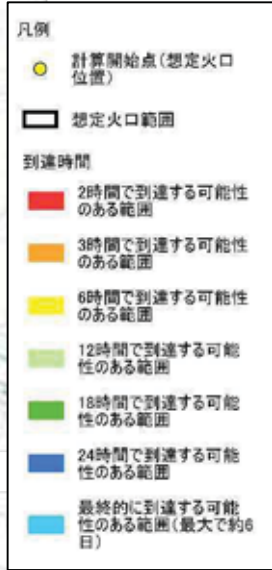 凡例
計算開始点(想定火口
位置)
想定火口範囲
到達時間
2時間で到達する可能性
のある範囲
3時間で到達する可能性
のある範囲
6時間で到達する可能性
のある範囲
12時間で到達する可能
性のある範囲
18時間で到達する可能
性のある範囲
24時間で到達する可能
性のある範囲
最終的に到達する可能
性のある範囲(最大で約6
日)